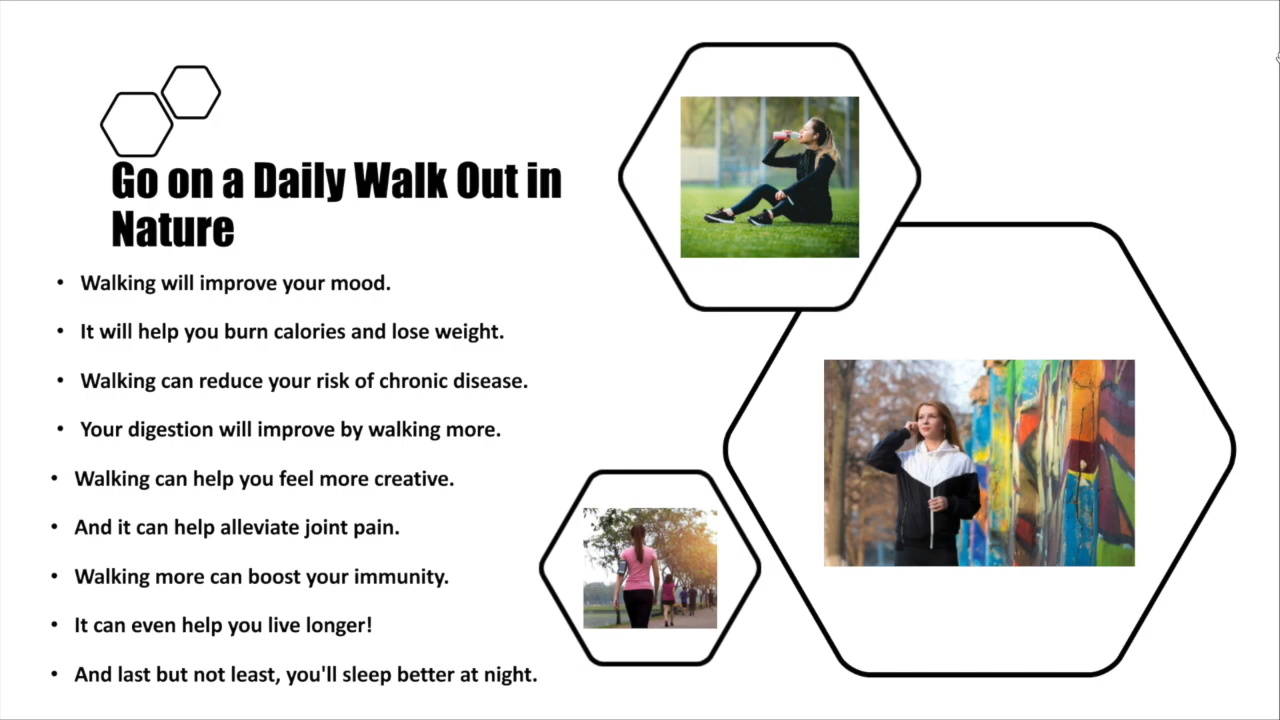 Go on a Daily Walk Out in
Nature
• Walking will improve your mood.
• It will help you burn calories and lose weight.
• Walking can reduce your risk of chronic disease.
• Your digestion will improve by walking more.
• Walking can help you feel more creative.
• And it can help alleviate joint pain.
• Walking more can boost your immunity.
• It can even help you live longer!
• And last but not least, you'll sleep better at night.